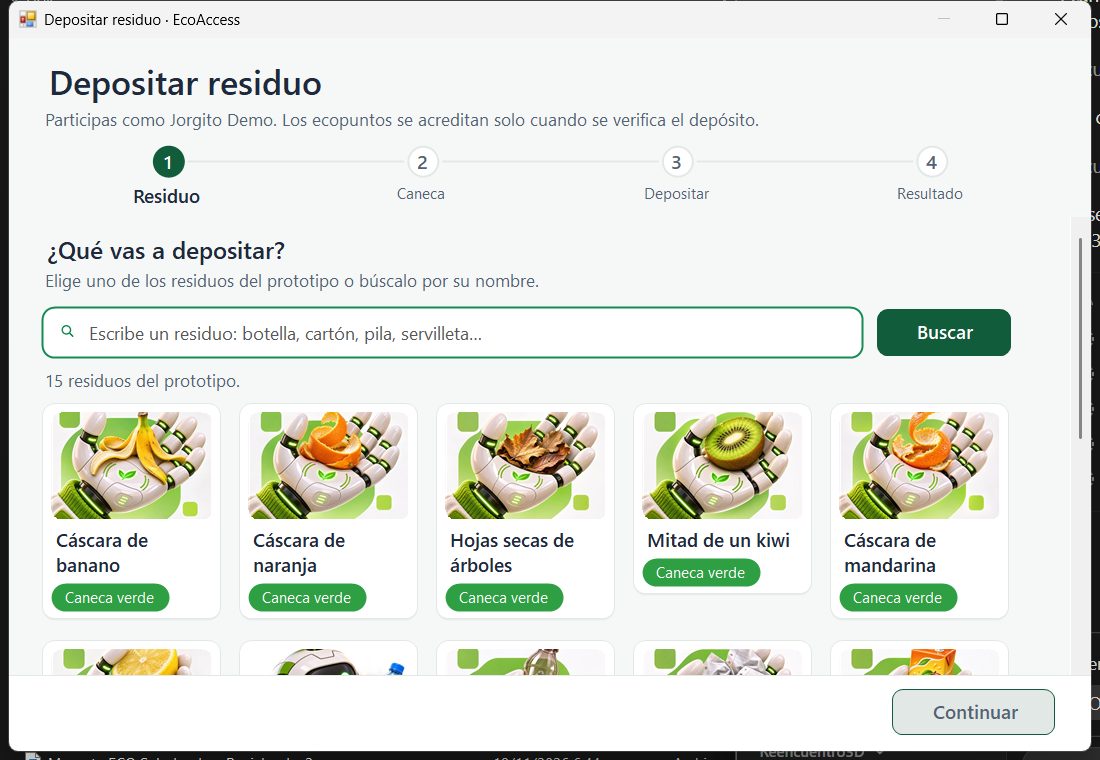 Depositar residuo · EcoAccess
Depositar residuo
Participas como Jorgito Demo. Los ecopuntos se acreditan solo cuando se verifica el depósito.
1
2
3
4
Residuo
Caneca
Depositar
Resultado
¿Qué vas a depositar?
Elige uno de los residuos del prototipo o búscalo por su nombre.
Escribe un residuo: botella, cartón, pila, servilleta...
Buscar
15 residuos del prototipo.
Cáscara de
banano
Caneca verde
Cáscara de
naranja
Caneca verde
Hojas secas de
árboles
Caneca verde
Mitad de un kiwi
Caneca verde
Cáscara de
mandarina
Caneca verde
Continuar